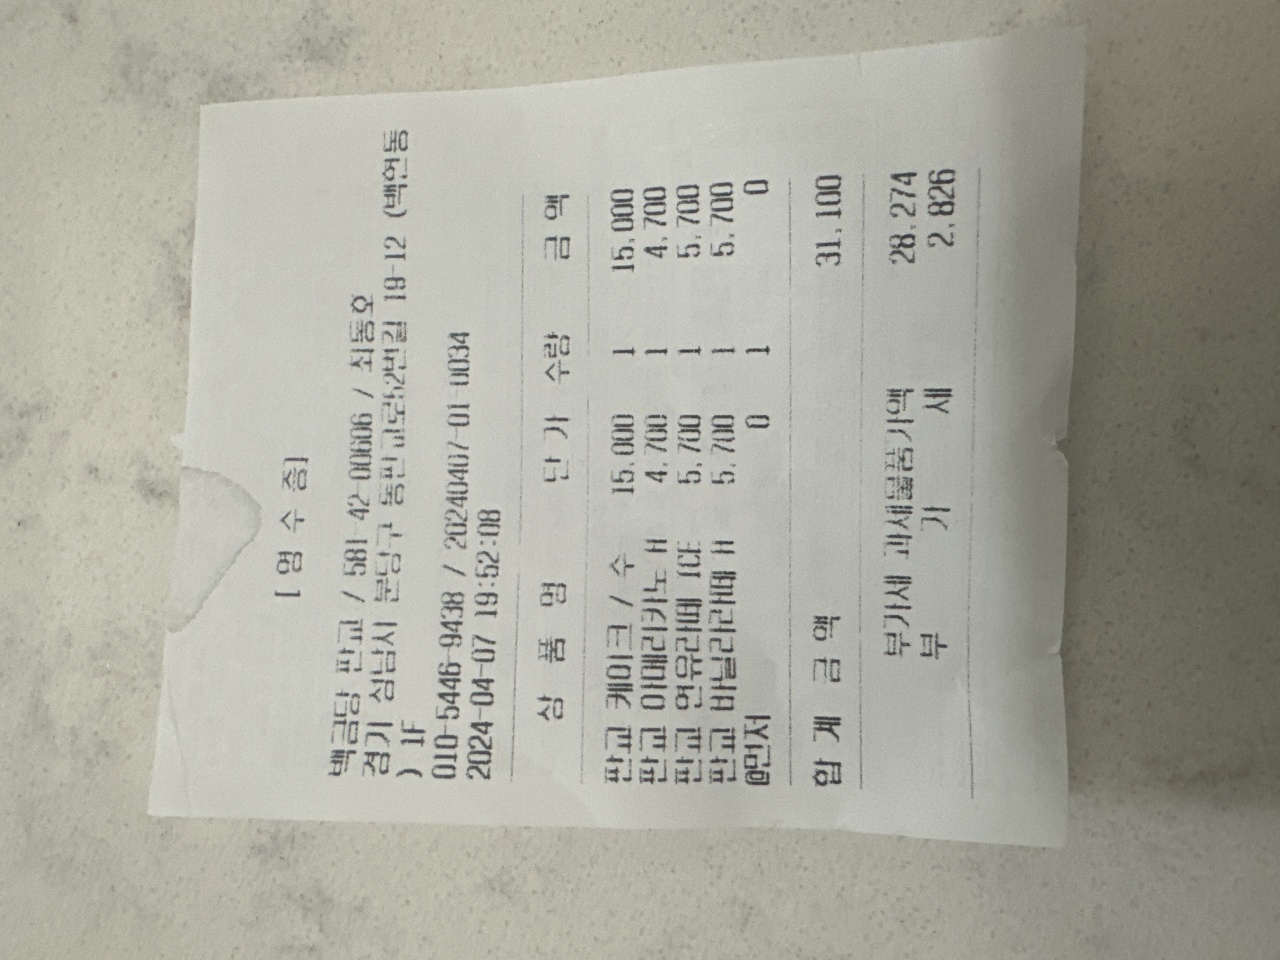 [ 영 수 증]
백금당 판교 / 581-42-00606 / 최동호
경기 성남시 분당구 동판교로52번길 19-12 (백현동
) 1F
010-5446-9438 / 20240407-01-0034
2024-04-07 19:52:08
상 품 명 단 가 수량 금 액
판교 케이크 / 수 15,000 1 15,000
판교 아메리카노 H 4,700 1 4,700
판교 연유라떼 ICE 5,700 1 5,700
판교 바닐라라떼 H 5,700 1 5,700
@먼저 0 1 0
합 계 금 액 31,100
부가세 과세물품가액 28,274
부 가 세 2,826